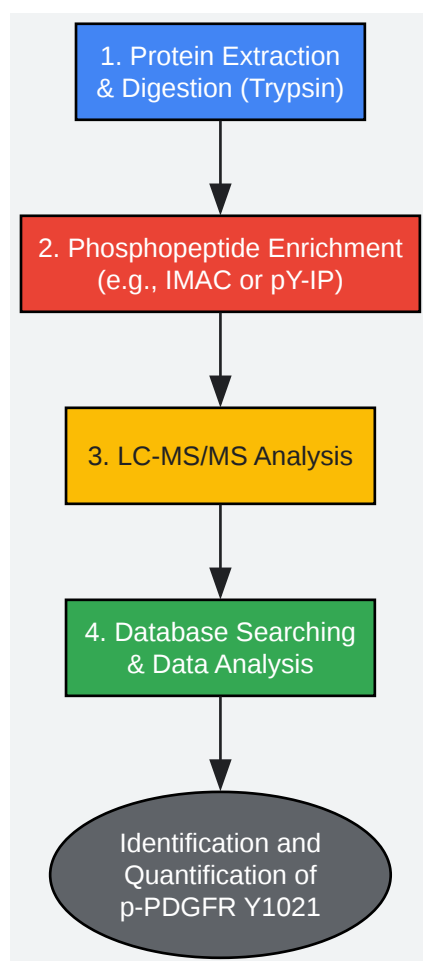 1. Protein Extraction
& Digestion (Trypsin)
2. Phosphopeptide Enrichment
(e.g., IMAC or pY-IP)
3. LC-MS/MS Analysis
4. Database Searching
& Data Analysis
Identification and
Quantification of
p-PDGFR Y1021